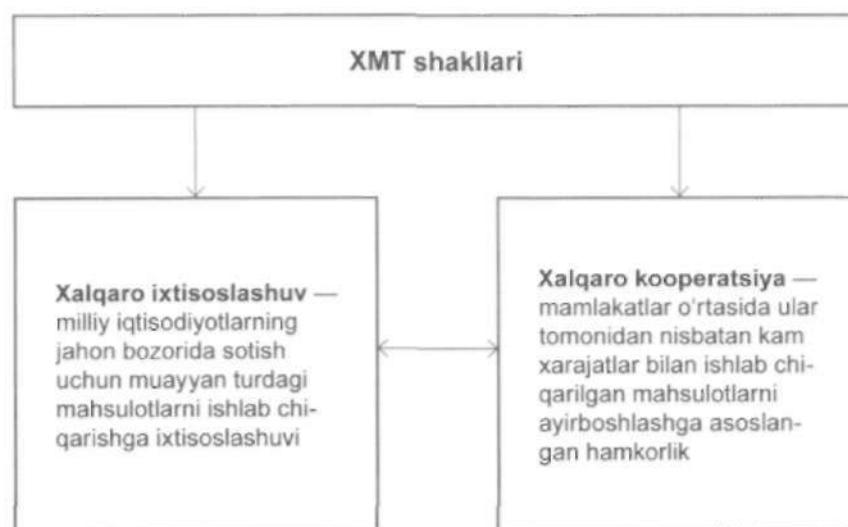 XMT shakllari
Xalqaro ixtisoslashuv —
milliy iqtisodiyotlarning
jahon bozorida sotish
uchun muayyan turdagi
mahsulotlarni ishlab chi-
qarishga ixtisoslashuvi
Xalqaro kooperatsiya —
mamlakatlar o'rtasida ular
tomonidan nisbatan kam
xarajatlar bilan ishlab chi-
qarilgan mahsulotlarni
ayirboshlashga asoslan-
gan hamkorlik